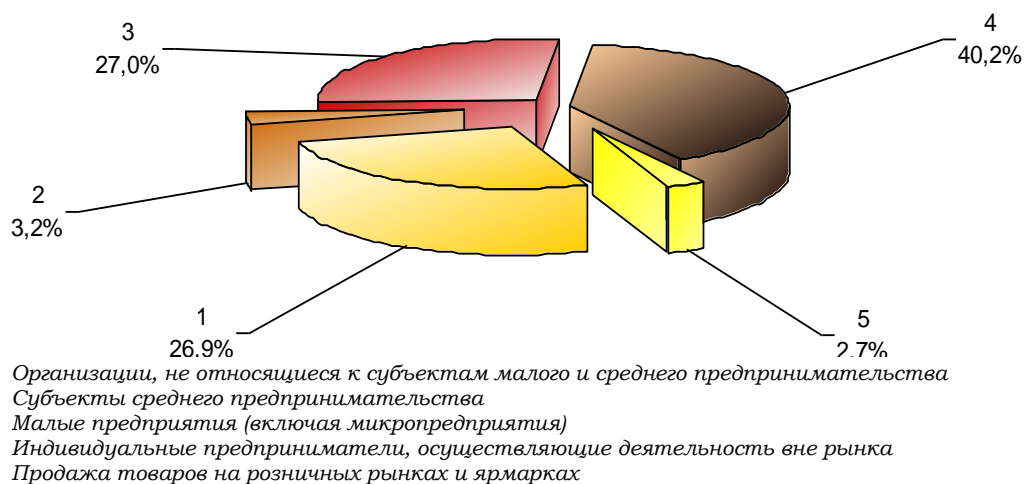 3
27,0%
4
40,2%
2
3,2%
1
26,9%
5
2,7%
Организации, не относящиеся к субъектам малого и среднего предпринимательства
Субъекты среднего предпринимательства
Малые предприятия (включая микропредприятия)
Индивидуальные предприниматели, осуществляющие деятельность вне рынка
Продажа товаров на розничных рынках и ярмарках